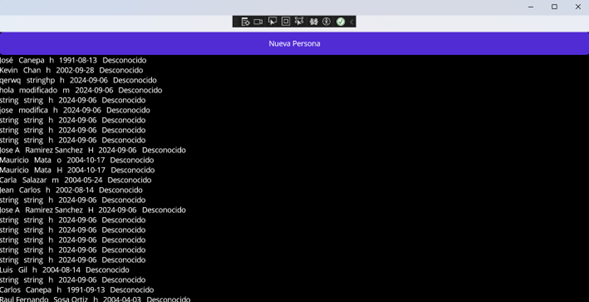 Nueva Persona
José Canepa h 1991-08-13 Desconocido
Kevin Chan h 2002-09-28 Desconocido
qerwq stringhp h 2024-09-06 Desconocido
hola modificado m 2024-09-06 Desconocido
string string h 2024-09-06 Desconocido
jose modifica h 2024-09-06 Desconocido
string string h 2024-09-06 Desconocido
string string h 2024-09-06 Desconocido
string string h 2024-09-06 Desconocido
Jose A Ramirez Sanchez H 2024-09-06 Desconocido
Mauricio Mata o 2004-10-17 Desconocido
Mauricio Mata H 2004-10-17 Desconocido
Carla Salazar m 2004-05-24 Desconocido
Jean Carlos h 2002-08-14 Desconocido
string string h 2024-09-06 Desconocido
Jose A Ramirez Sanchez H 2024-09-06 Desconocido
string string h 2024-09-06 Desconocido
string string h 2024-09-06 Desconocido
string string h 2024-09-06 Desconocido
string string h 2024-09-06 Desconocido
string string h 2024-09-06 Desconocido
Luis Gil h 2004-08-14 Desconocido
string string h 2024-09-06 Desconocido
Carlos Canepa h 1991-09-13 Desconocido
Raul Fernando Sosa Ortiz h 2004-04-03 Desconocido